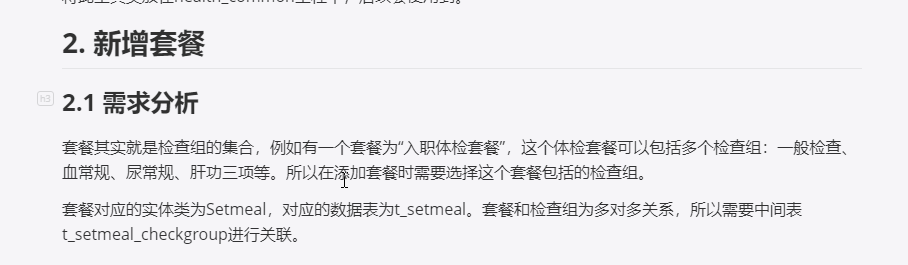 2. 新增套餐
h3
2.1 需求分析
套餐其实就是检查组的集合，例如有一个套餐为“入职体检套餐”，这个体检套餐可以包括多个检查组：一般检查、
血常规、尿常规、肝功三项等。所以在添加套餐时需要选择这个套餐包括的检查组。
套餐对应的实体类为Setmeal，对应的数据表为t_setmeal。套餐和检查组为多对多关系，所以需要中间表
t_setmeal_checkgroup进行关联。